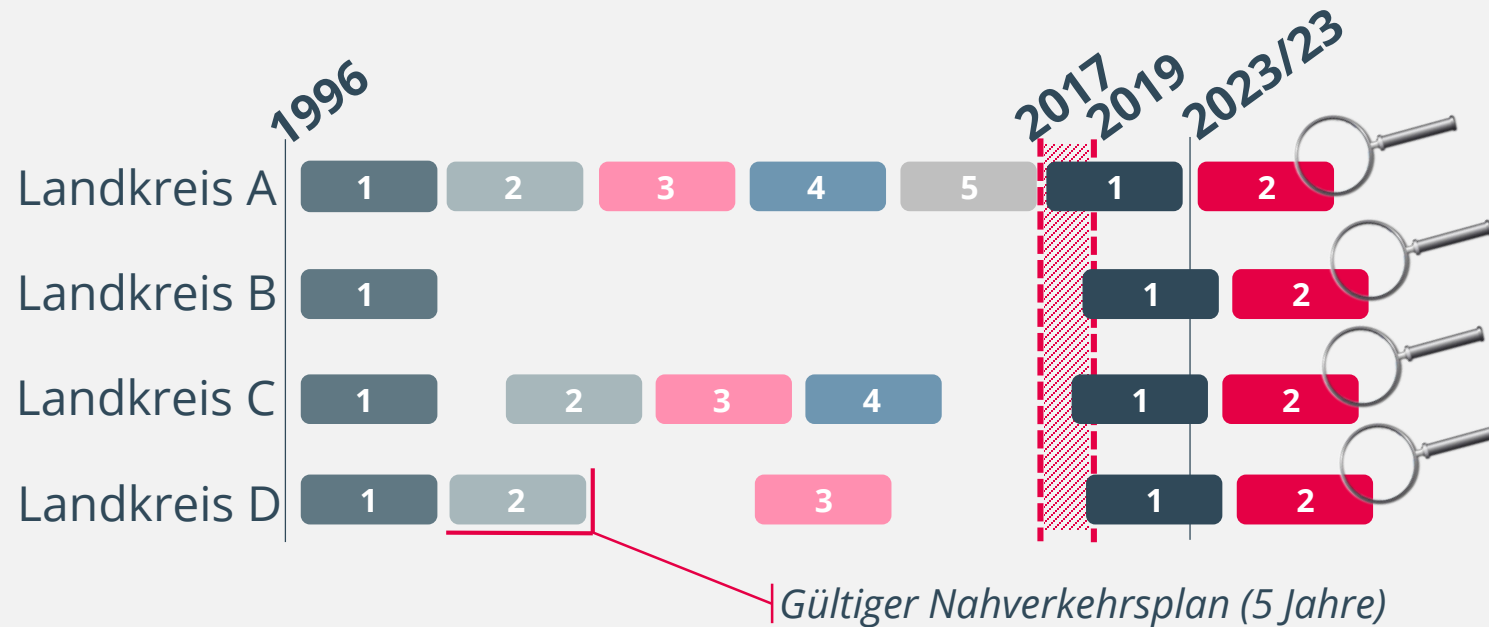 1996 2017 2019 2023/23
Landkreis A 1 2 3 4 5 1 2
Landkreis B 1 1 2
Landkreis C 1 2 3 4 1 2
Landkreis D 1 2 3 1 2
Gültiger Nahverkehrsplan (5 Jahre)